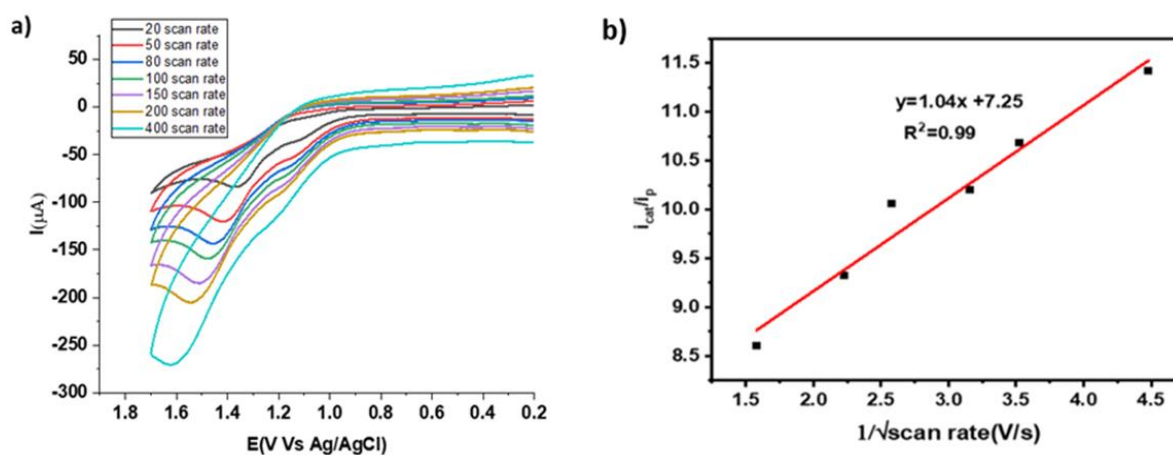 a)
20 scan rate
50 scan rate
80 scan rate
100 scan rate
150 scan rate
200 scan rate
400 scan rate
50
0
-50
-100
-150
-200
-250
-300
I(μA)
1.8 1.6 1.4 1.2 1.0 0.8 0.6 0.4 0.2
E(V Vs Ag/AgCl)
b)
11.5
11.0
10.5
10.0
9.5
9.0
8.5
icat/ip
y=1.04x +7.25
R²=0.99
1.5 2.0 2.5 3.0 3.5 4.0 4.5
1/√scan rate(V/s)